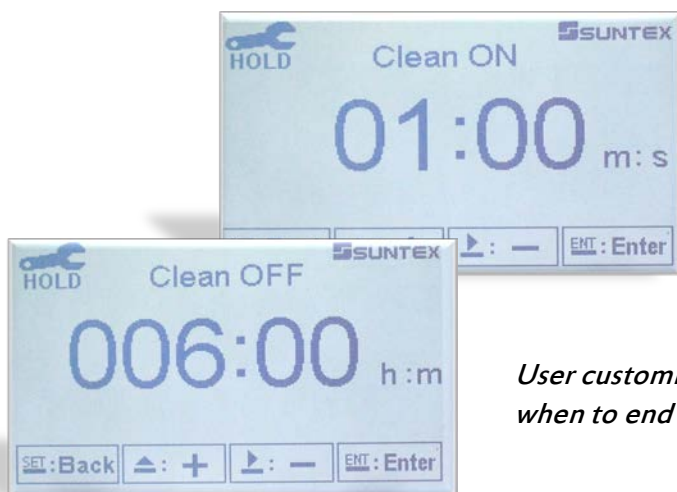 SUNTEX
HOLD
Clean ON
01:00 m:s
: — ENT : Enter
SUNTEX
HOLD
Clean OFF
006:00 h:m
SET : Back : + : — ENT : Enter
User
when to end